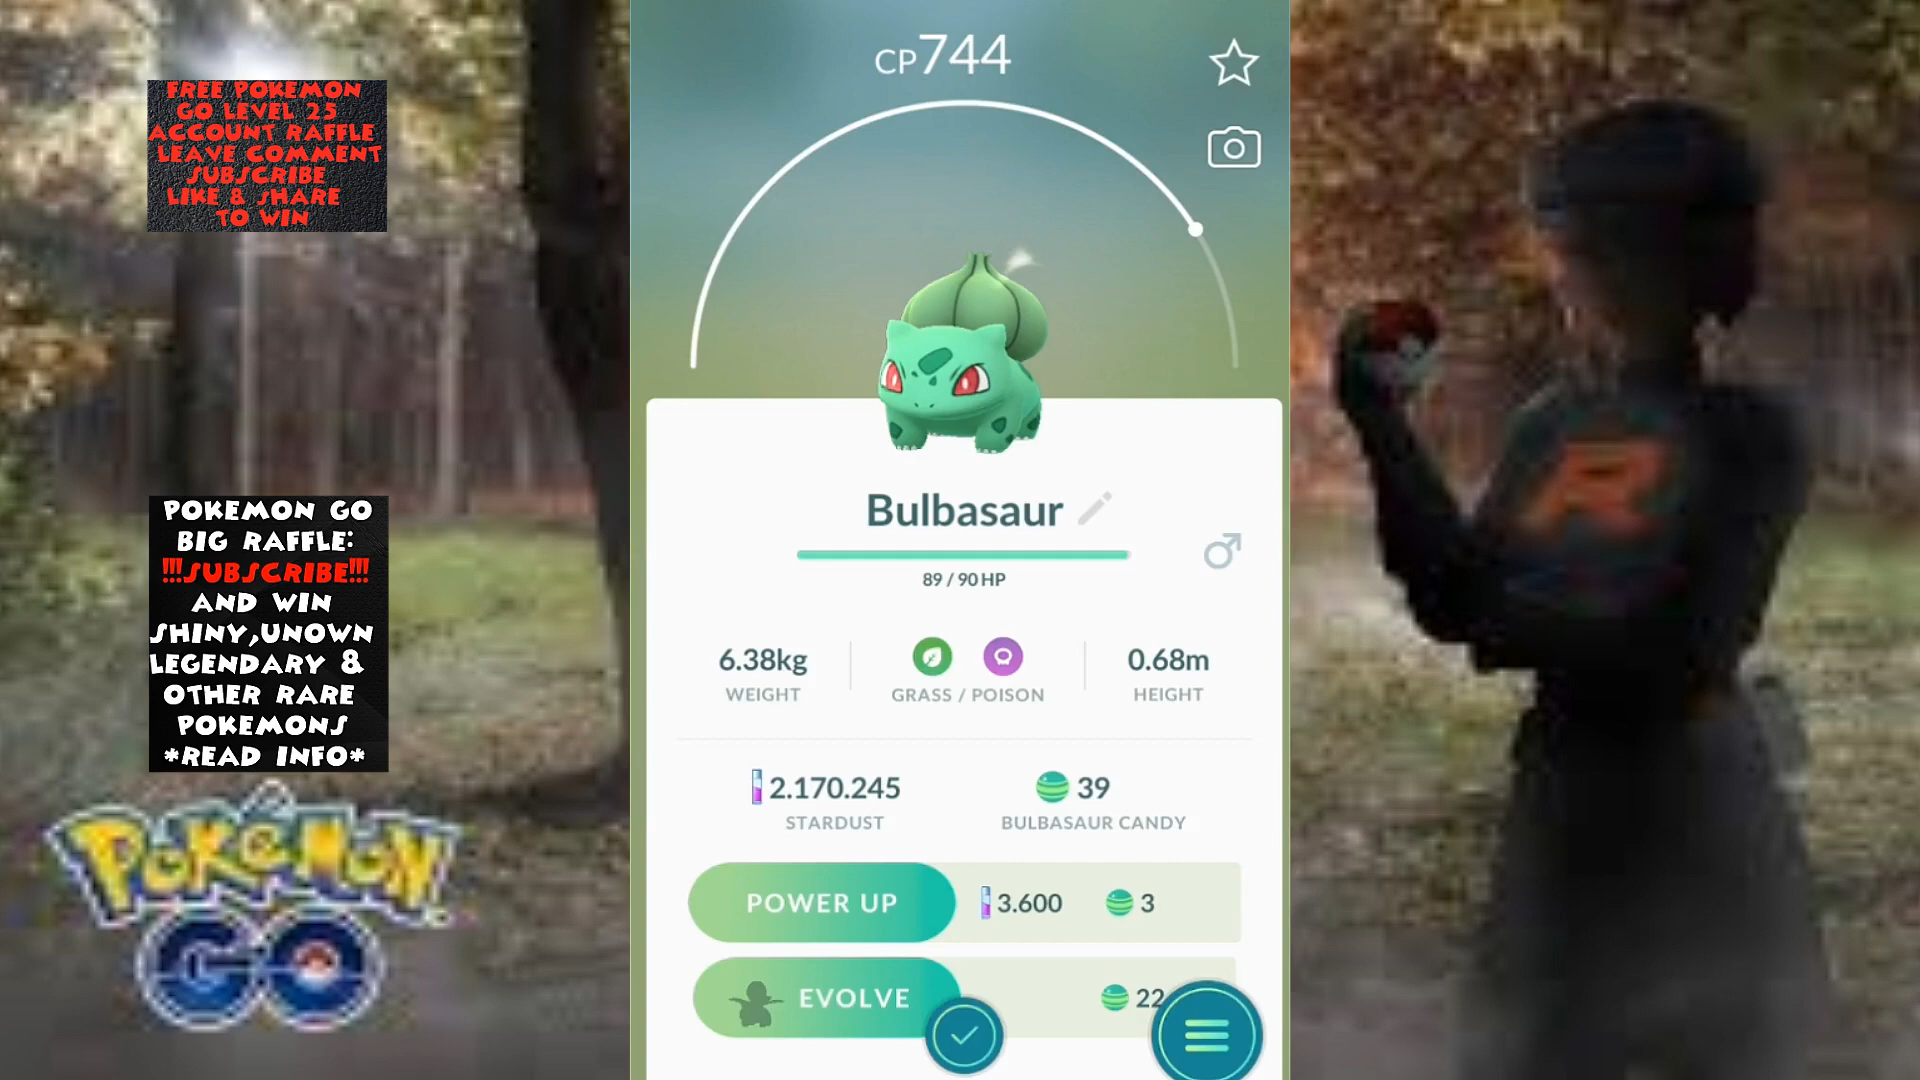 FREE POKEMON
GO LEVEL 25
ACCOUNT RAFFLE
LEAVE COMMENT
SUBSCRIBE
LIKE & SHARE
TO WIN
POKEMON GO
BIG RAFFLE:
!!!SUBSCRIBE!!!
AND WIN
SHINY,UNOWN
LEGENDARY &
OTHER RARE
POKEMONS
*READ INFO*
POKéMON
GO
CP744
Bulbasaur
89 / 90 HP
6.38kg
WEIGHT
GRASS / POISON
0.68m
HEIGHT
2.170.245
STARDUST
39
BULBASAUR CANDY
POWER UP
3.600
3
EVOLVE
22
R